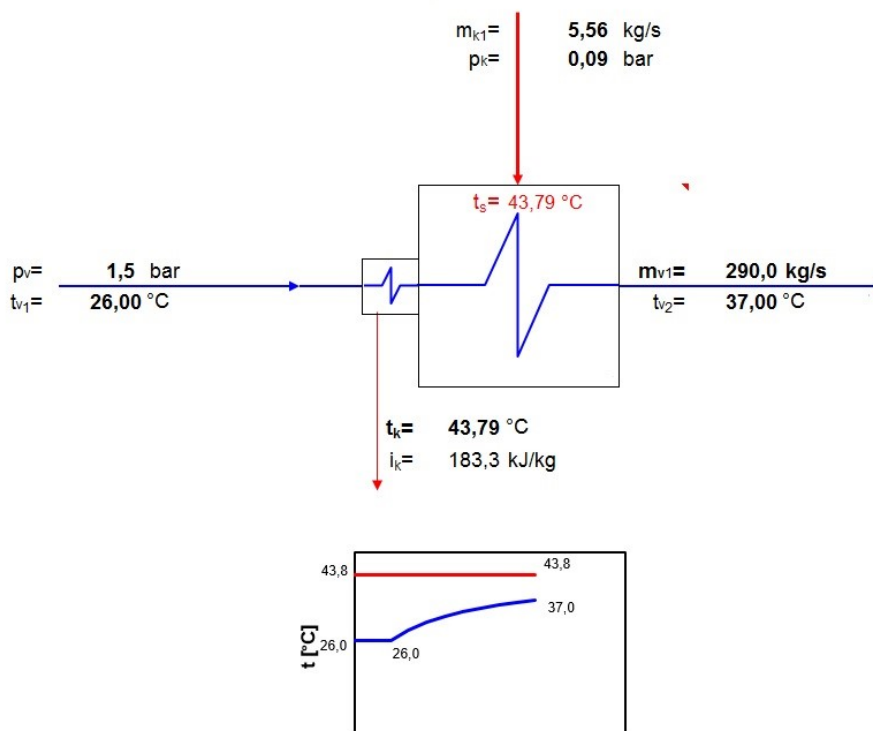 mk1= 5,56 kg/s
pk= 0,09 bar
ts= 43,79 °C
pv= 1,5 bar
tv1= 26,00 °C
mv1= 290,0 kg/s
tv2= 37,00 °C
tk= 43,79 °C
ik= 183,3 kJ/kg
43,8
43,8
37,0
26,0
26,0
t [°C]